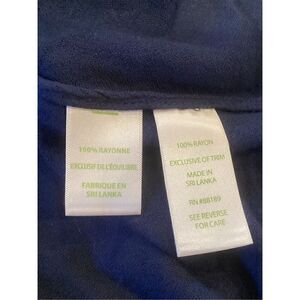 100% RAYONNE
EXCLUSIF DE L'ÉQUILIBRE
FABRIQUE EN
SRI LANKA
100% RAYON
EXCLUSIVE OF TRIM
MADE IN
SRI LANKA
RN #88189
SEE REVERSE
FOR CARE